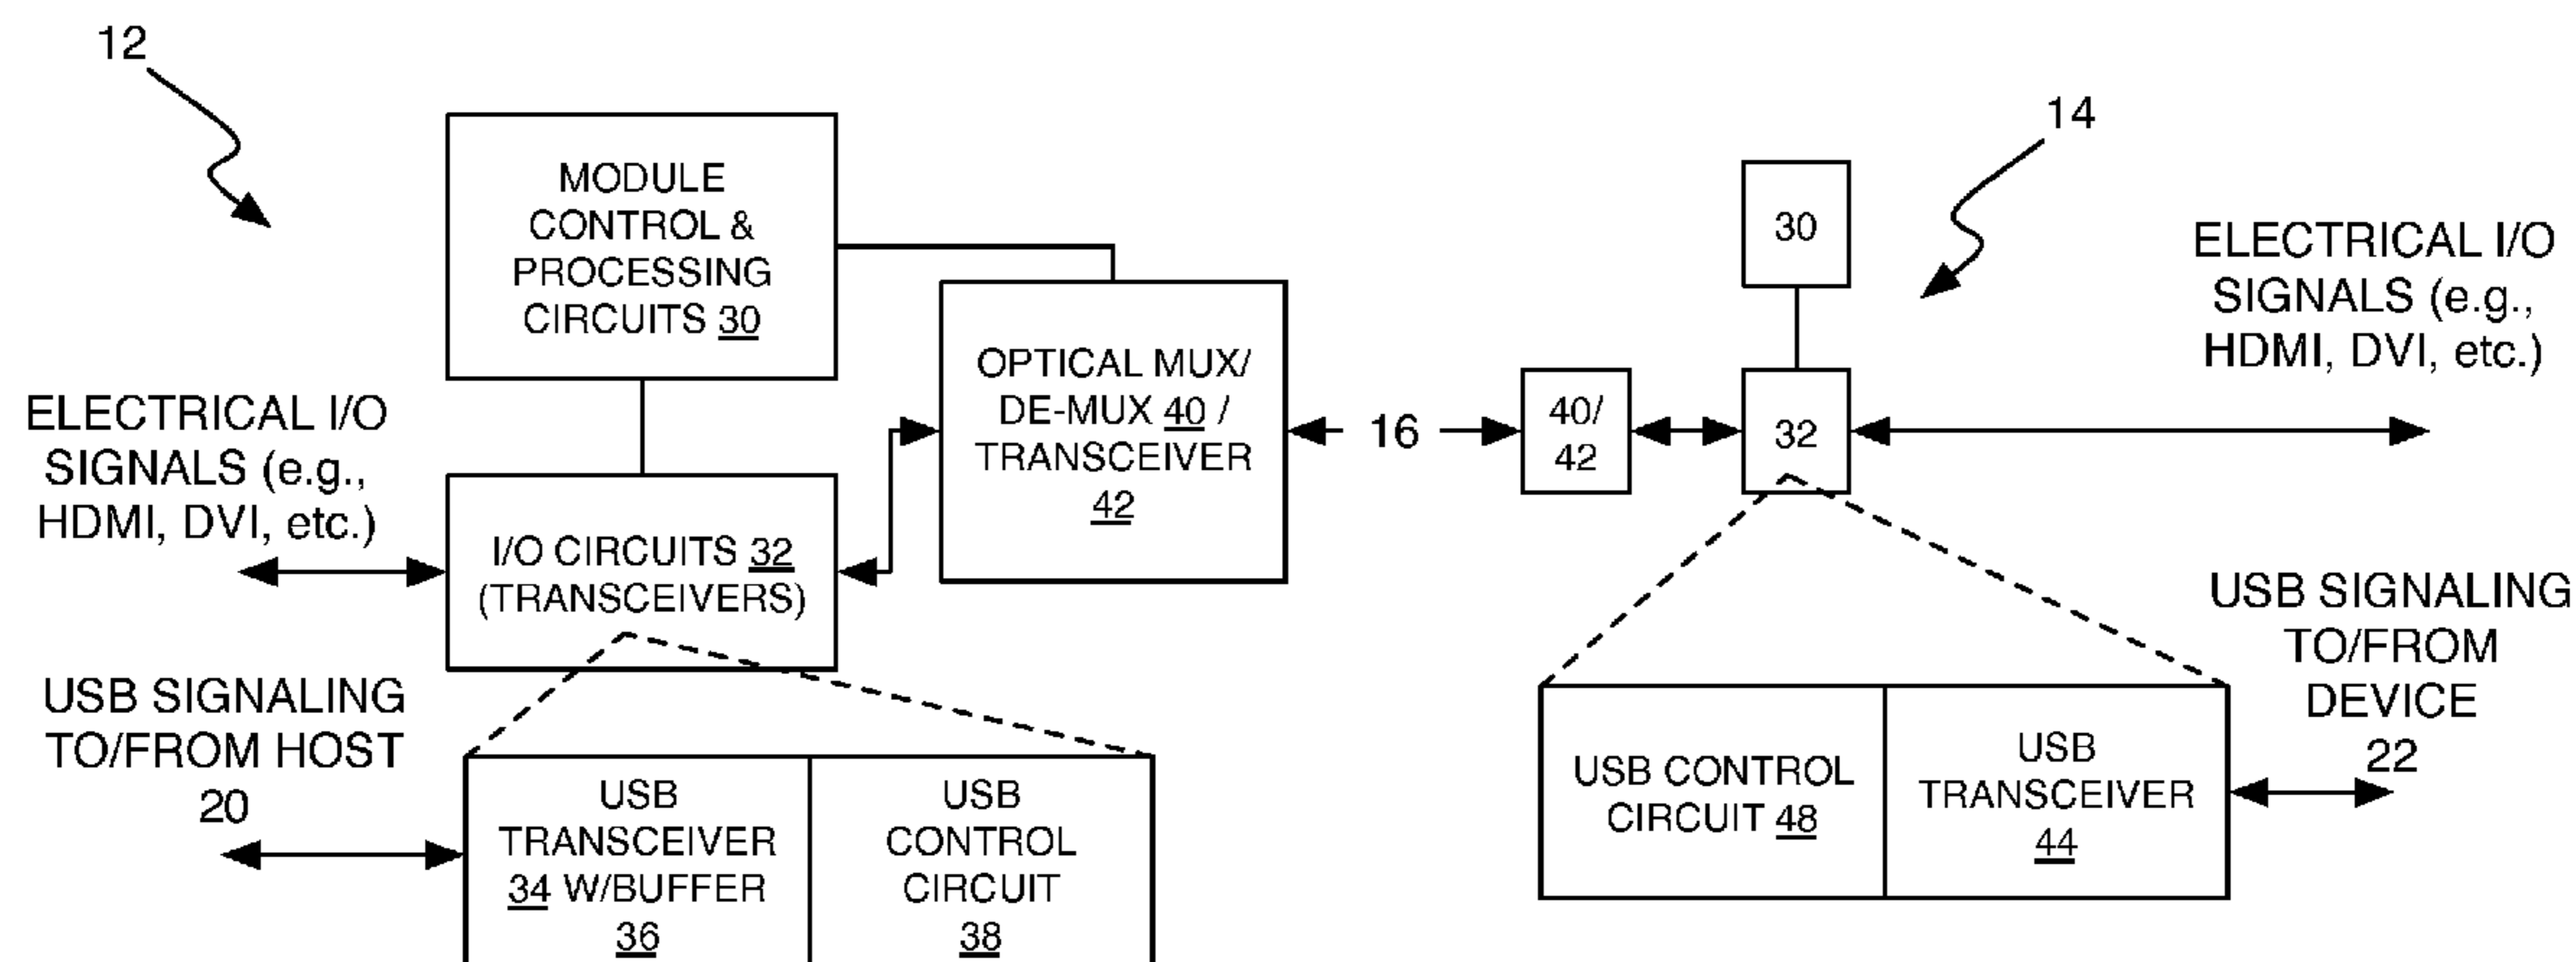 12
MODULE
CONTROL &
PROCESSING
CIRCUITS 30
ELECTRICAL I/O
SIGNALS (e.g.,
HDMI, DVI, etc.)
OPTICAL MUX/
DE-MUX 40 /
TRANSCEIVER
42
I/O CIRCUITS 32
(TRANSCEIVERS)
USB SIGNALING
TO/FROM HOST
20
USB
TRANSCEIVER
34 W/BUFFER
36
USB
CONTROL
CIRCUIT
38
16
14
30
40/
42
32
ELECTRICAL I/O
SIGNALS (e.g.,
HDMI, DVI, etc.)
USB SIGNALING
TO/FROM
DEVICE
22
USB CONTROL
CIRCUIT 48
USB
TRANSCEIVER
44